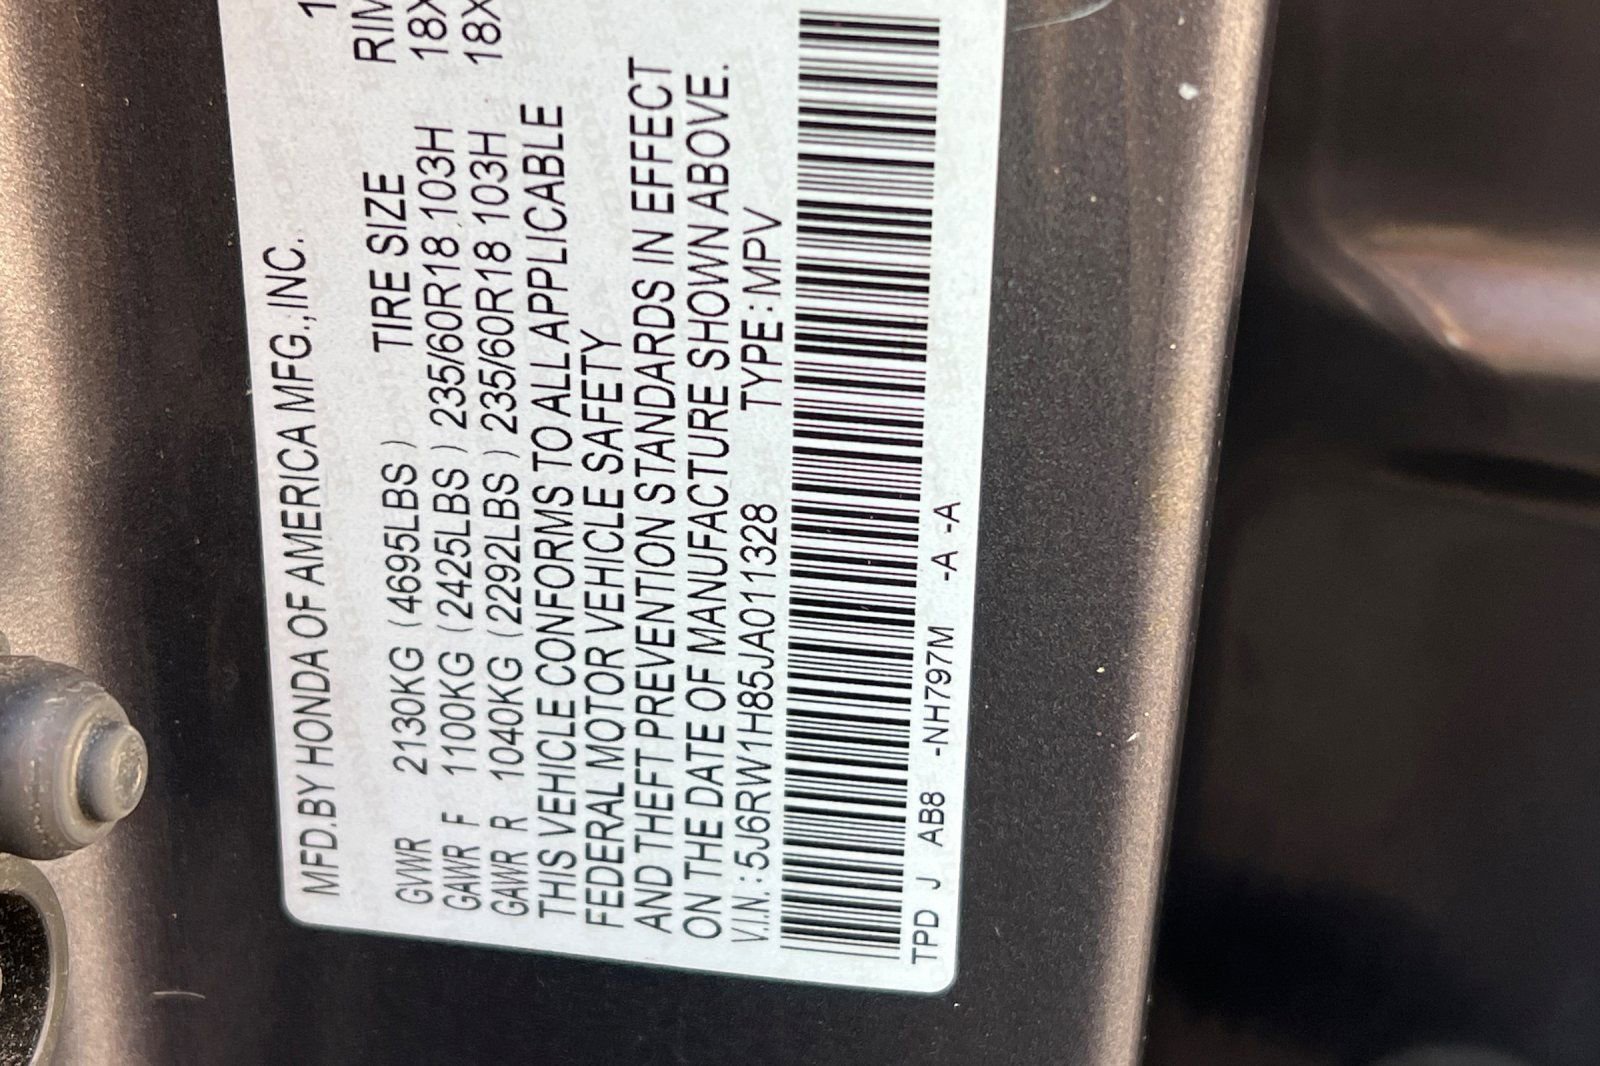 MFD.BY HONDA OF AMERICA MFG.,INC. 1
TIRE SIZE RIM
GVWR 2130KG (4695LBS)
GAWR F 1100KG (2425LBS) 235/60R18 103H 18X
GAWR R 1040KG (2292LBS) 235/60R18 103H 18X
THIS VEHICLE CONFORMS TO ALL APPLICABLE
FEDERAL MOTOR VEHICLE SAFETY
AND THEFT PREVENTION STANDARDS IN EFFECT
ON THE DATE OF MANUFACTURE SHOWN ABOVE.
V.I.N.: 5J6RW1H85JA011328 TYPE: MPV
TPD J AB8 -NH797M -A -A